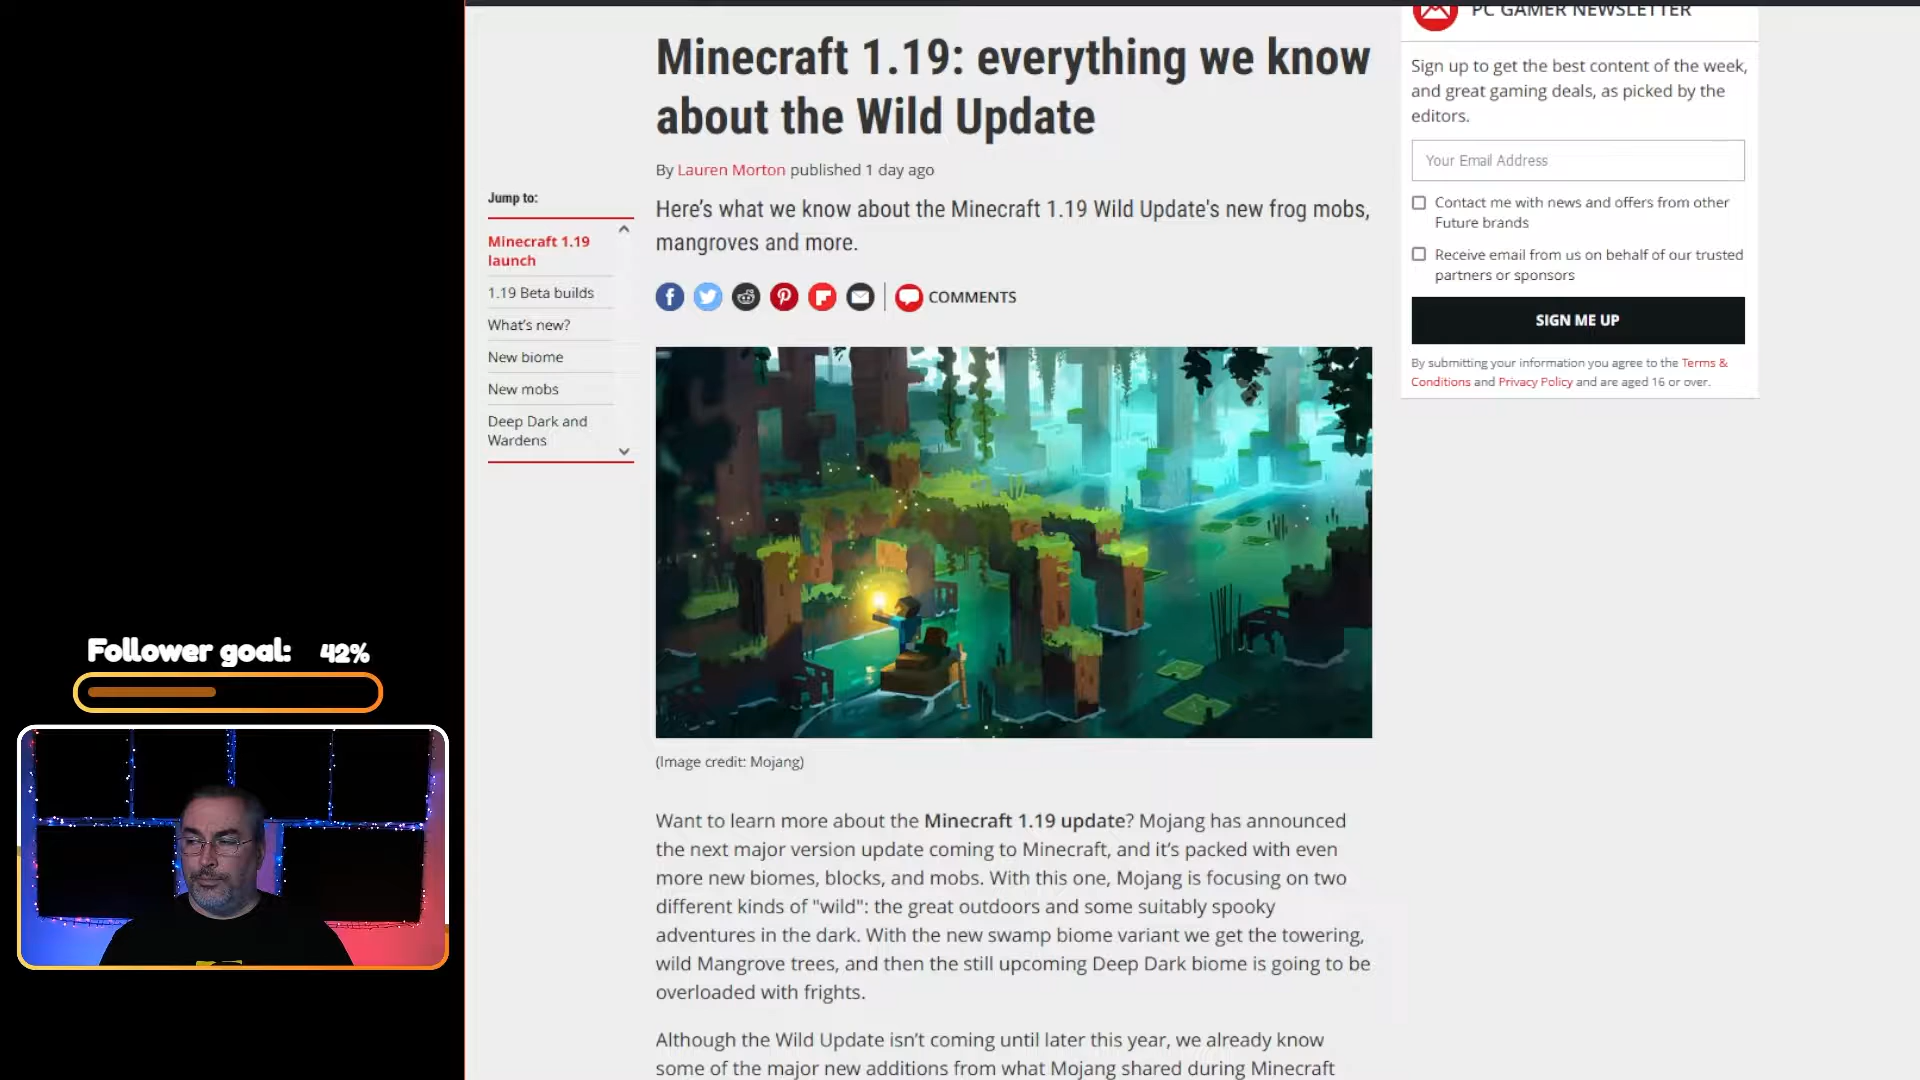 PC GAMER NEWSLETTER
Minecraft 1.19: everything we know
about the Wild Update
By Lauren Morton published 1 day ago
Here's what we know about the Minecraft 1.19 Wild Update's new frog mobs,
mangroves and more.
COMMENTS
Jump to:
Minecraft 1.19
launch
1.19 Beta builds
What's new?
New biome
New mobs
Deep Dark and
Wardens
Sign up to get the best content of the week,
and great gaming deals, as picked by the
editors.
Your Email Address
Contact me with news and offers from other
Future brands
Receive email from us on behalf of our trusted
partners or sponsors
SIGN ME UP
By submitting your information you agree to the Terms &
Conditions and Privacy Policy and are aged 16 or over.
(Image credit: Mojang)
Want to learn more about the Minecraft 1.19 update? Mojang has announced
the next major version update coming to Minecraft, and it's packed with even
more new biomes, blocks, and mobs. With this one, Mojang is focusing on two
different kinds of "wild": the great outdoors and some suitably spooky
adventures in the dark. With the new swamp biome variant we get the towering,
wild Mangrove trees, and then the still upcoming Deep Dark biome is going to be
overloaded with frights.
Although the Wild Update isn't coming until later this year, we already know
some of the major new additions from what Mojang shared during Minecraft
Follower goal: 42%